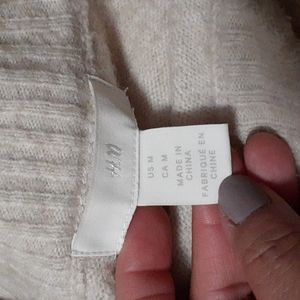 H&M
US M
CA M
MADE IN
CHINA
FABRIQUÉ EN
CHINE